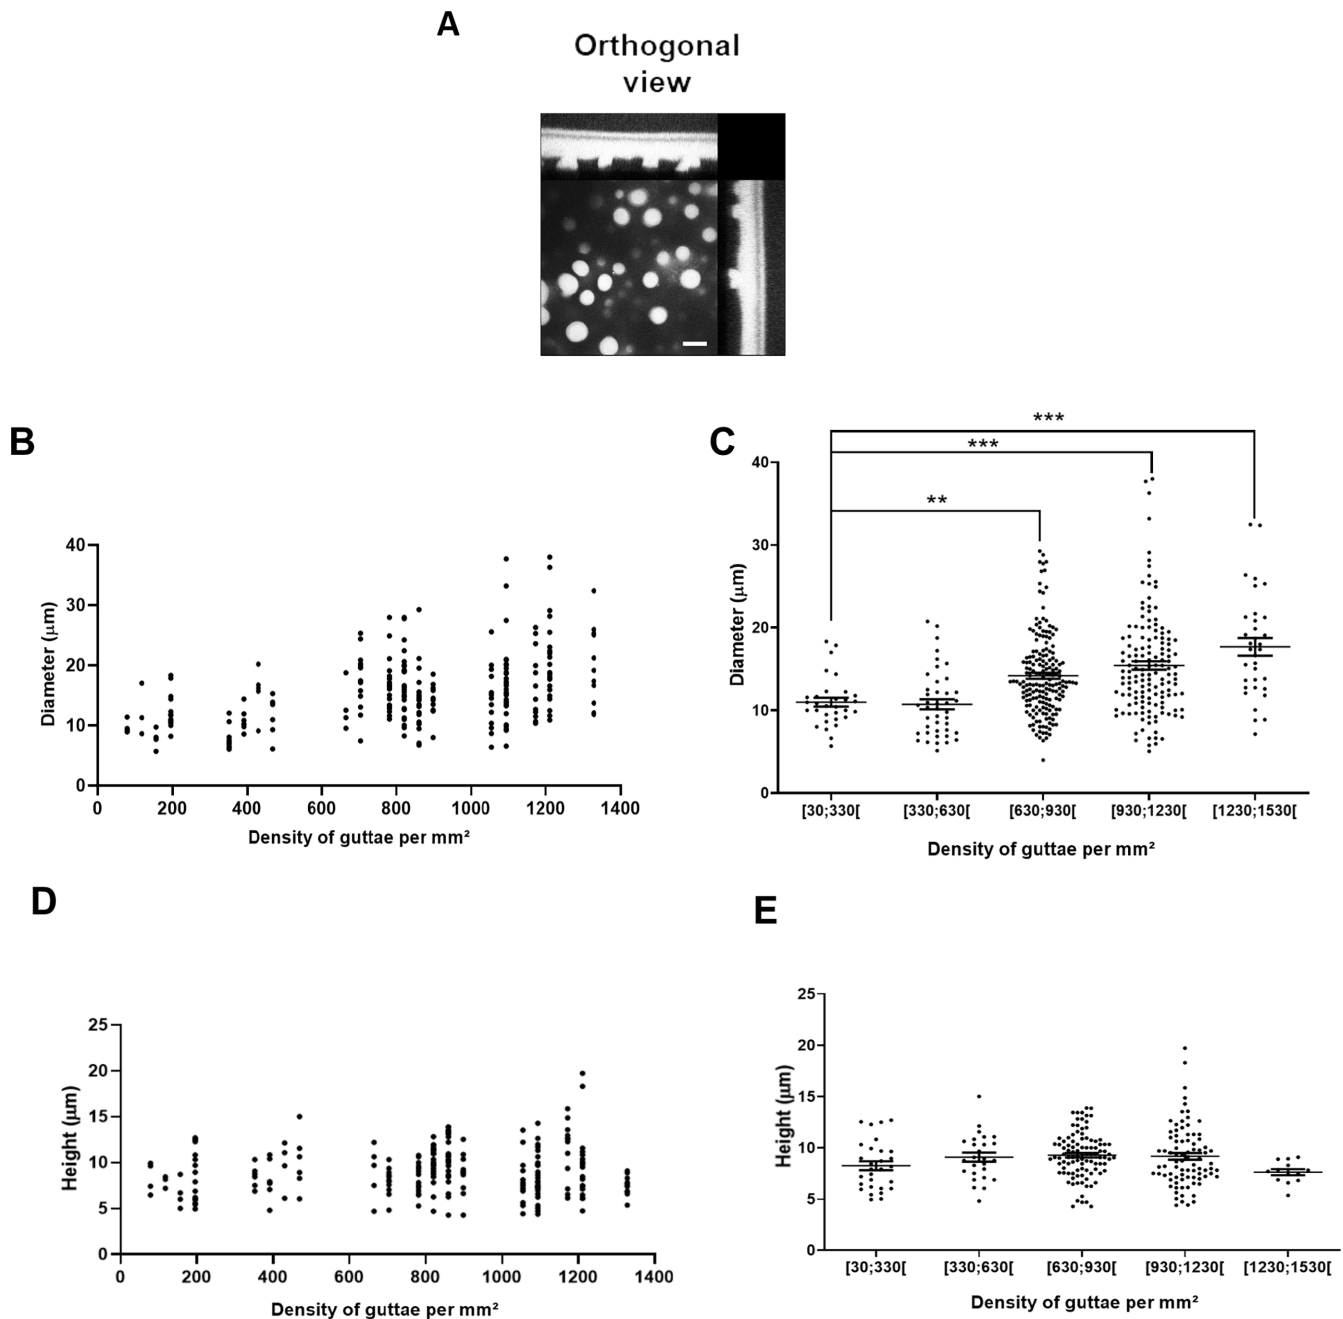 A
Orthogonal
view
B
40
30
20
10
0
Diameter (μm)
0 200 400 600 800 1000 1200 1400
Density of guttae per mm²
C
***
***
**
40
30
20
10
0
Diameter (μm)
[30;330[ [330;630[ [630;930[ [930;1230[ [1230;1530[
Density of guttae per mm²
D
25
20
15
10
5
0
Height (μm)
0 200 400 600 800 1000 1200 1400
Density of guttae per mm²
E
25
20
15
10
5
0
Height (μm)
[30;330[ [330;630[ [630;930[ [930;1230[ [1230;1530[
Density of guttae per mm²